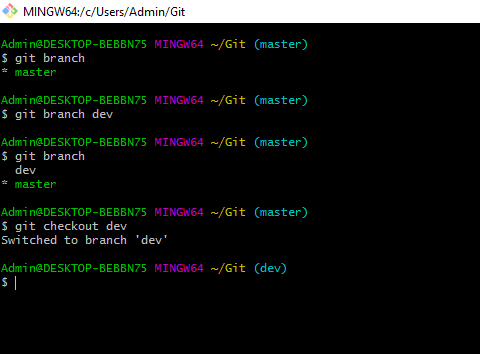 MINGW64:/c/Users/Admin/Git
Admin@DESKTOP-BEBBN75 MINGW64 ~/Git (master)
$ git branch
* master
Admin@DESKTOP-BEBBN75 MINGW64 ~/Git (master)
$ git branch dev
Admin@DESKTOP-BEBBN75 MINGW64 ~/Git (master)
$ git branch
  dev
* master
Admin@DESKTOP-BEBBN75 MINGW64 ~/Git (master)
$ git checkout dev
Switched to branch 'dev'
Admin@DESKTOP-BEBBN75 MINGW64 ~/Git (dev)
$